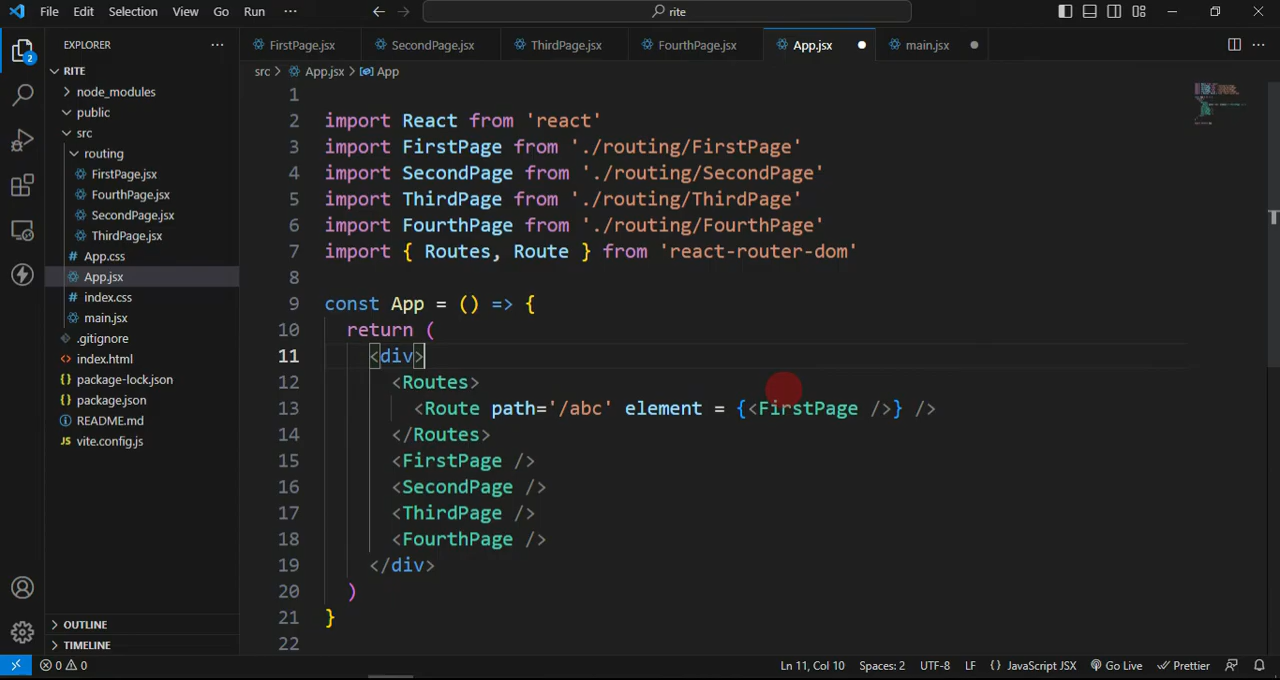 File Edit Selection View Go Run ··· rite
EXPLORER ···
RITE
node_modules
public
src
routing
FirstPage.jsx
FourthPage.jsx
SecondPage.jsx
ThirdPage.jsx
# App.css
App.jsx
# index.css
main.jsx
.gitignore
<> index.html
{} package-lock.json
{} package.json
README.md
JS vite.config.js
OUTLINE
TIMELINE
2
FirstPage.jsx SecondPage.jsx ThirdPage.jsx FourthPage.jsx App.jsx main.jsx
src > App.jsx > App
1
2 import React from 'react'
3 import FirstPage from './routing/FirstPage'
4 import SecondPage from './routing/SecondPage'
5 import ThirdPage from './routing/ThirdPage'
6 import FourthPage from './routing/FourthPage'
7 import { Routes, Route } from 'react-router-dom'
8
9 const App = () => {
10 return (
11 <div>
12 <Routes>
13 <Route path='/abc' element = {<FirstPage />} />
14 </Routes>
15 <FirstPage />
16 <SecondPage />
17 <ThirdPage />
18 <FourthPage />
19 </div>
20 )
21 }
22
0 0 Ln 11, Col 10 Spaces: 2 UTF-8 LF {} JavaScript JSX Go Live Prettier